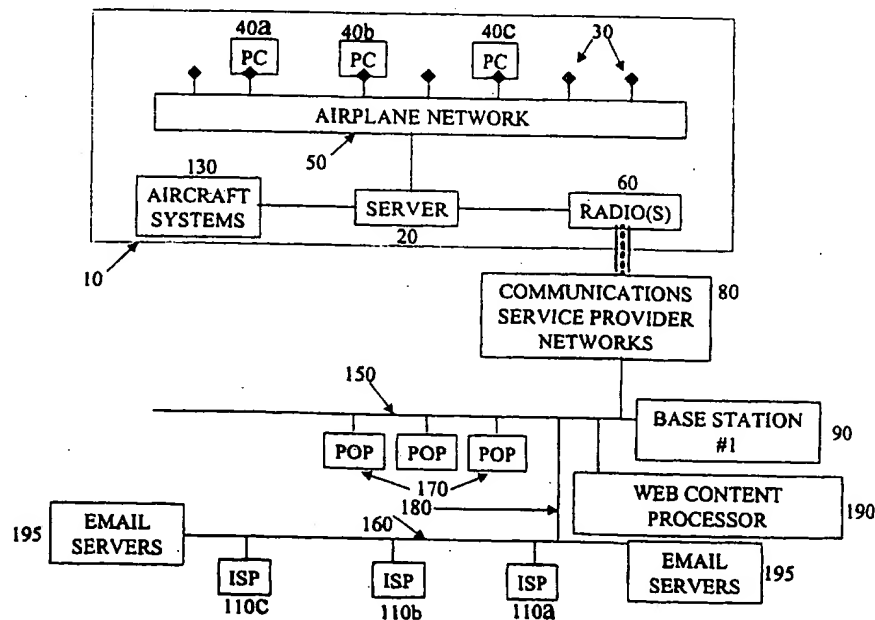 40a 40b 40c 30
PC PC PC
AIRPLANE NETWORK
50
130 60
AIRCRAFT
SYSTEMS
SERVER
RADIO(S)
20
10
COMMUNICATIONS
SERVICE PROVIDER
NETWORKS
80
150
BASE STATION
#1
90
POP POP POP
170
180
WEB CONTENT
PROCESSOR
190
160
195
EMAIL
SERVERS
EMAIL
SERVERS
195
ISP ISP ISP
110c 110b 110a